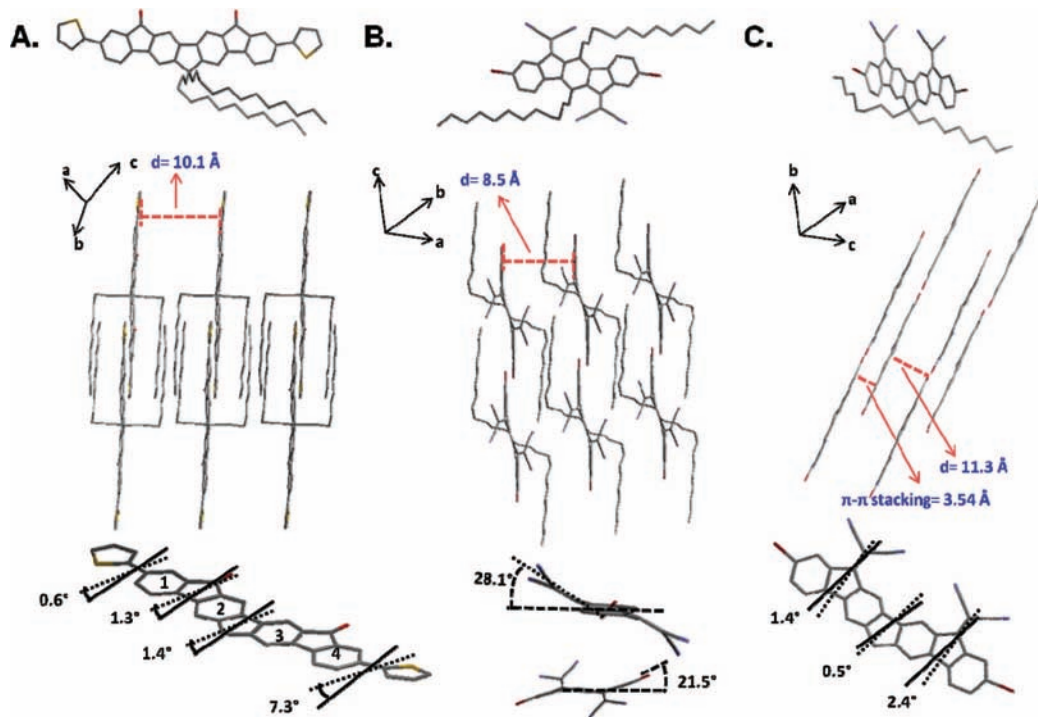 A.
B.
C.
a
c
b
d= 10.1 Å
c
b
a
d= 8.5 Å
b
a
c
d= 11.3 Å
π-π stacking= 3.54 Å
1
2
3
4
0.6°
1.3°
1.4°
7.3°
28.1°
21.5°
1.4°
0.5°
2.4°